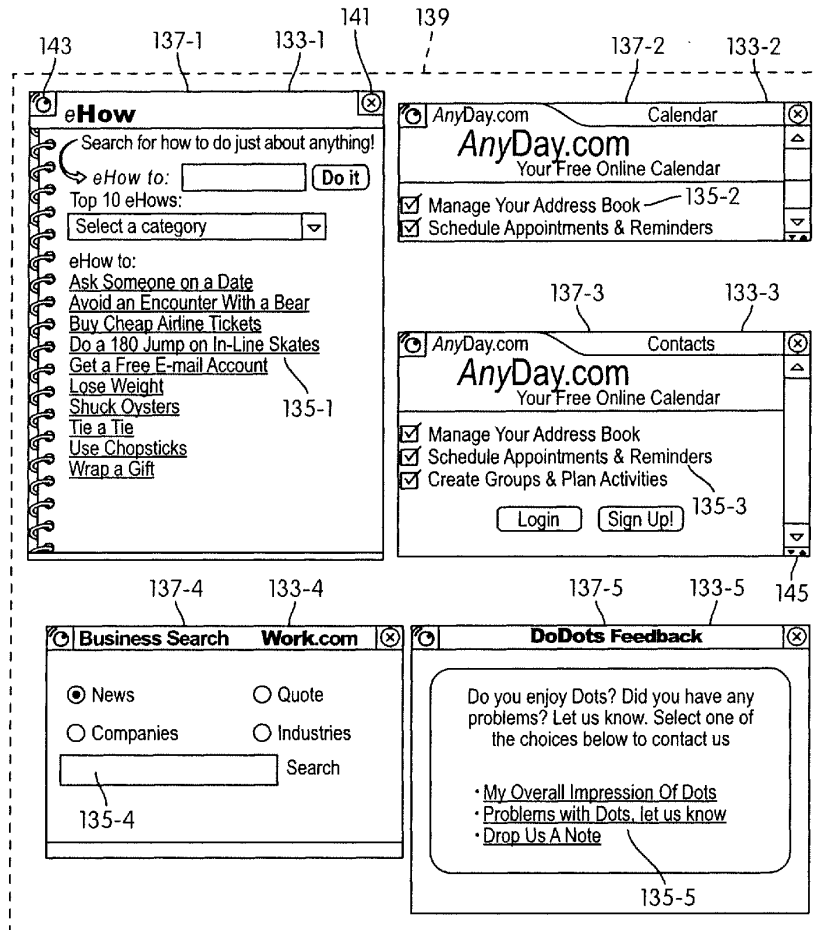 143 137-1 133-1 141 139 137-2 133-2
eHow
Search for how to do just about anything!
eHow to: Do it
Top 10 eHows:
Select a category
eHow to:
Ask Someone on a Date
Avoid an Encounter With a Bear
Buy Cheap Airline Tickets
Do a 180 Jump on In-Line Skates
Get a Free E-mail Account
Lose Weight
135-1
Shuck Oysters
Tie a Tie
Use Chopsticks
Wrap a Gift
AnyDay.com Calendar
AnyDay.com
Your Free Online Calendar
Manage Your Address Book 135-2
Schedule Appointments & Reminders
137-3 133-3
AnyDay.com Contacts
AnyDay.com
Your Free Online Calendar
Manage Your Address Book
Schedule Appointments & Reminders
Create Groups & Plan Activities
135-3
Login Sign Up!
145
137-4 133-4
Business Search Work.com
News Quote
Companies Industries
Search
135-4
137-5 133-5
DoDots Feedback
Do you enjoy Dots? Did you have any
problems? Let us know. Select one of
the choices below to contact us
· My Overall Impression Of Dots
· Problems with Dots, let us know
· Drop Us A Note
135-5